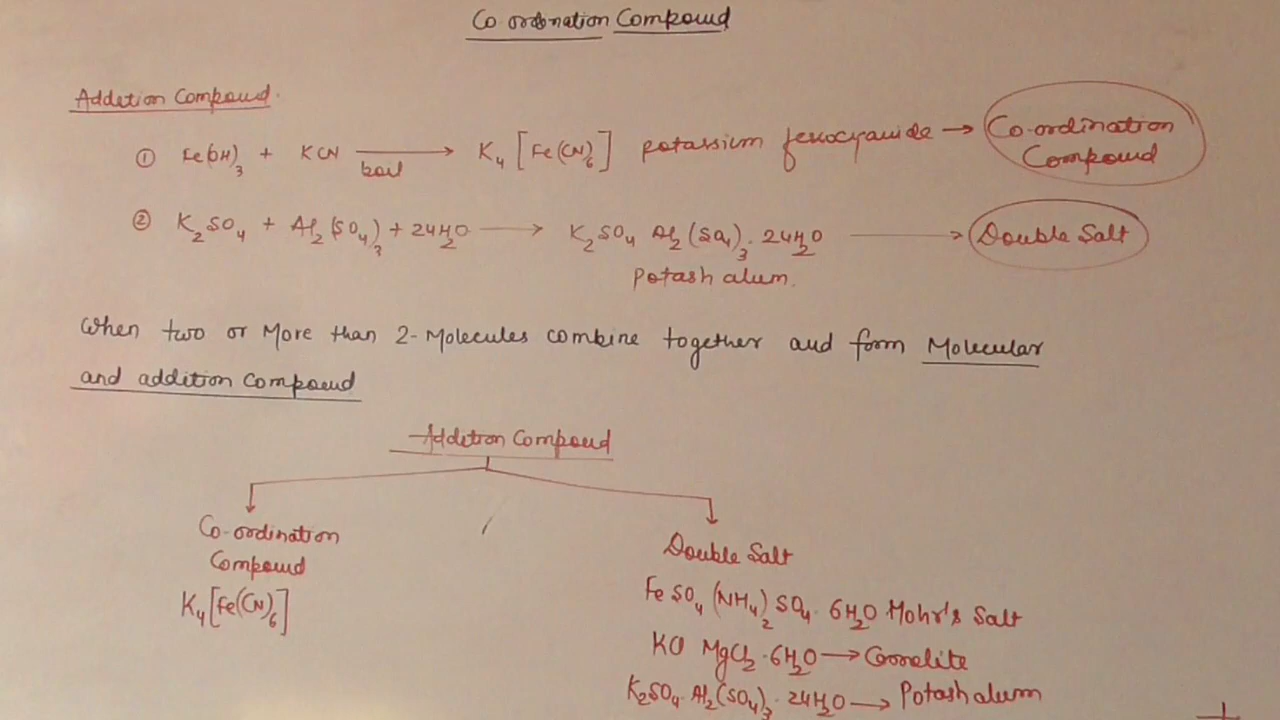 Co ordination Compound
Addition Compound.
① Fe(OH)₃ + KCN boil → K₄[Fe(CN)₆] potassium ferrocyanide → Co-ordination Compound
② K₂SO₄ + Al₂(SO₄)₃ + 24H₂O → K₂SO₄ Al₂(SO₄)₃. 24H₂O → Double Salt
Potash alum.
When two or More than 2-Molecules combine together and form Molecular
and addition compound
Addition Compound
Co-ordination
Compound
K₄[Fe(CN)₆]
Double Salt
FeSO₄ (NH₄)₂SO₄. 6H₂O Mohr's Salt
KCl MgCl₂.6H₂O → Cornelite
K₂SO₄. Al₂(SO₄)₃. 24H₂O → Potash alum